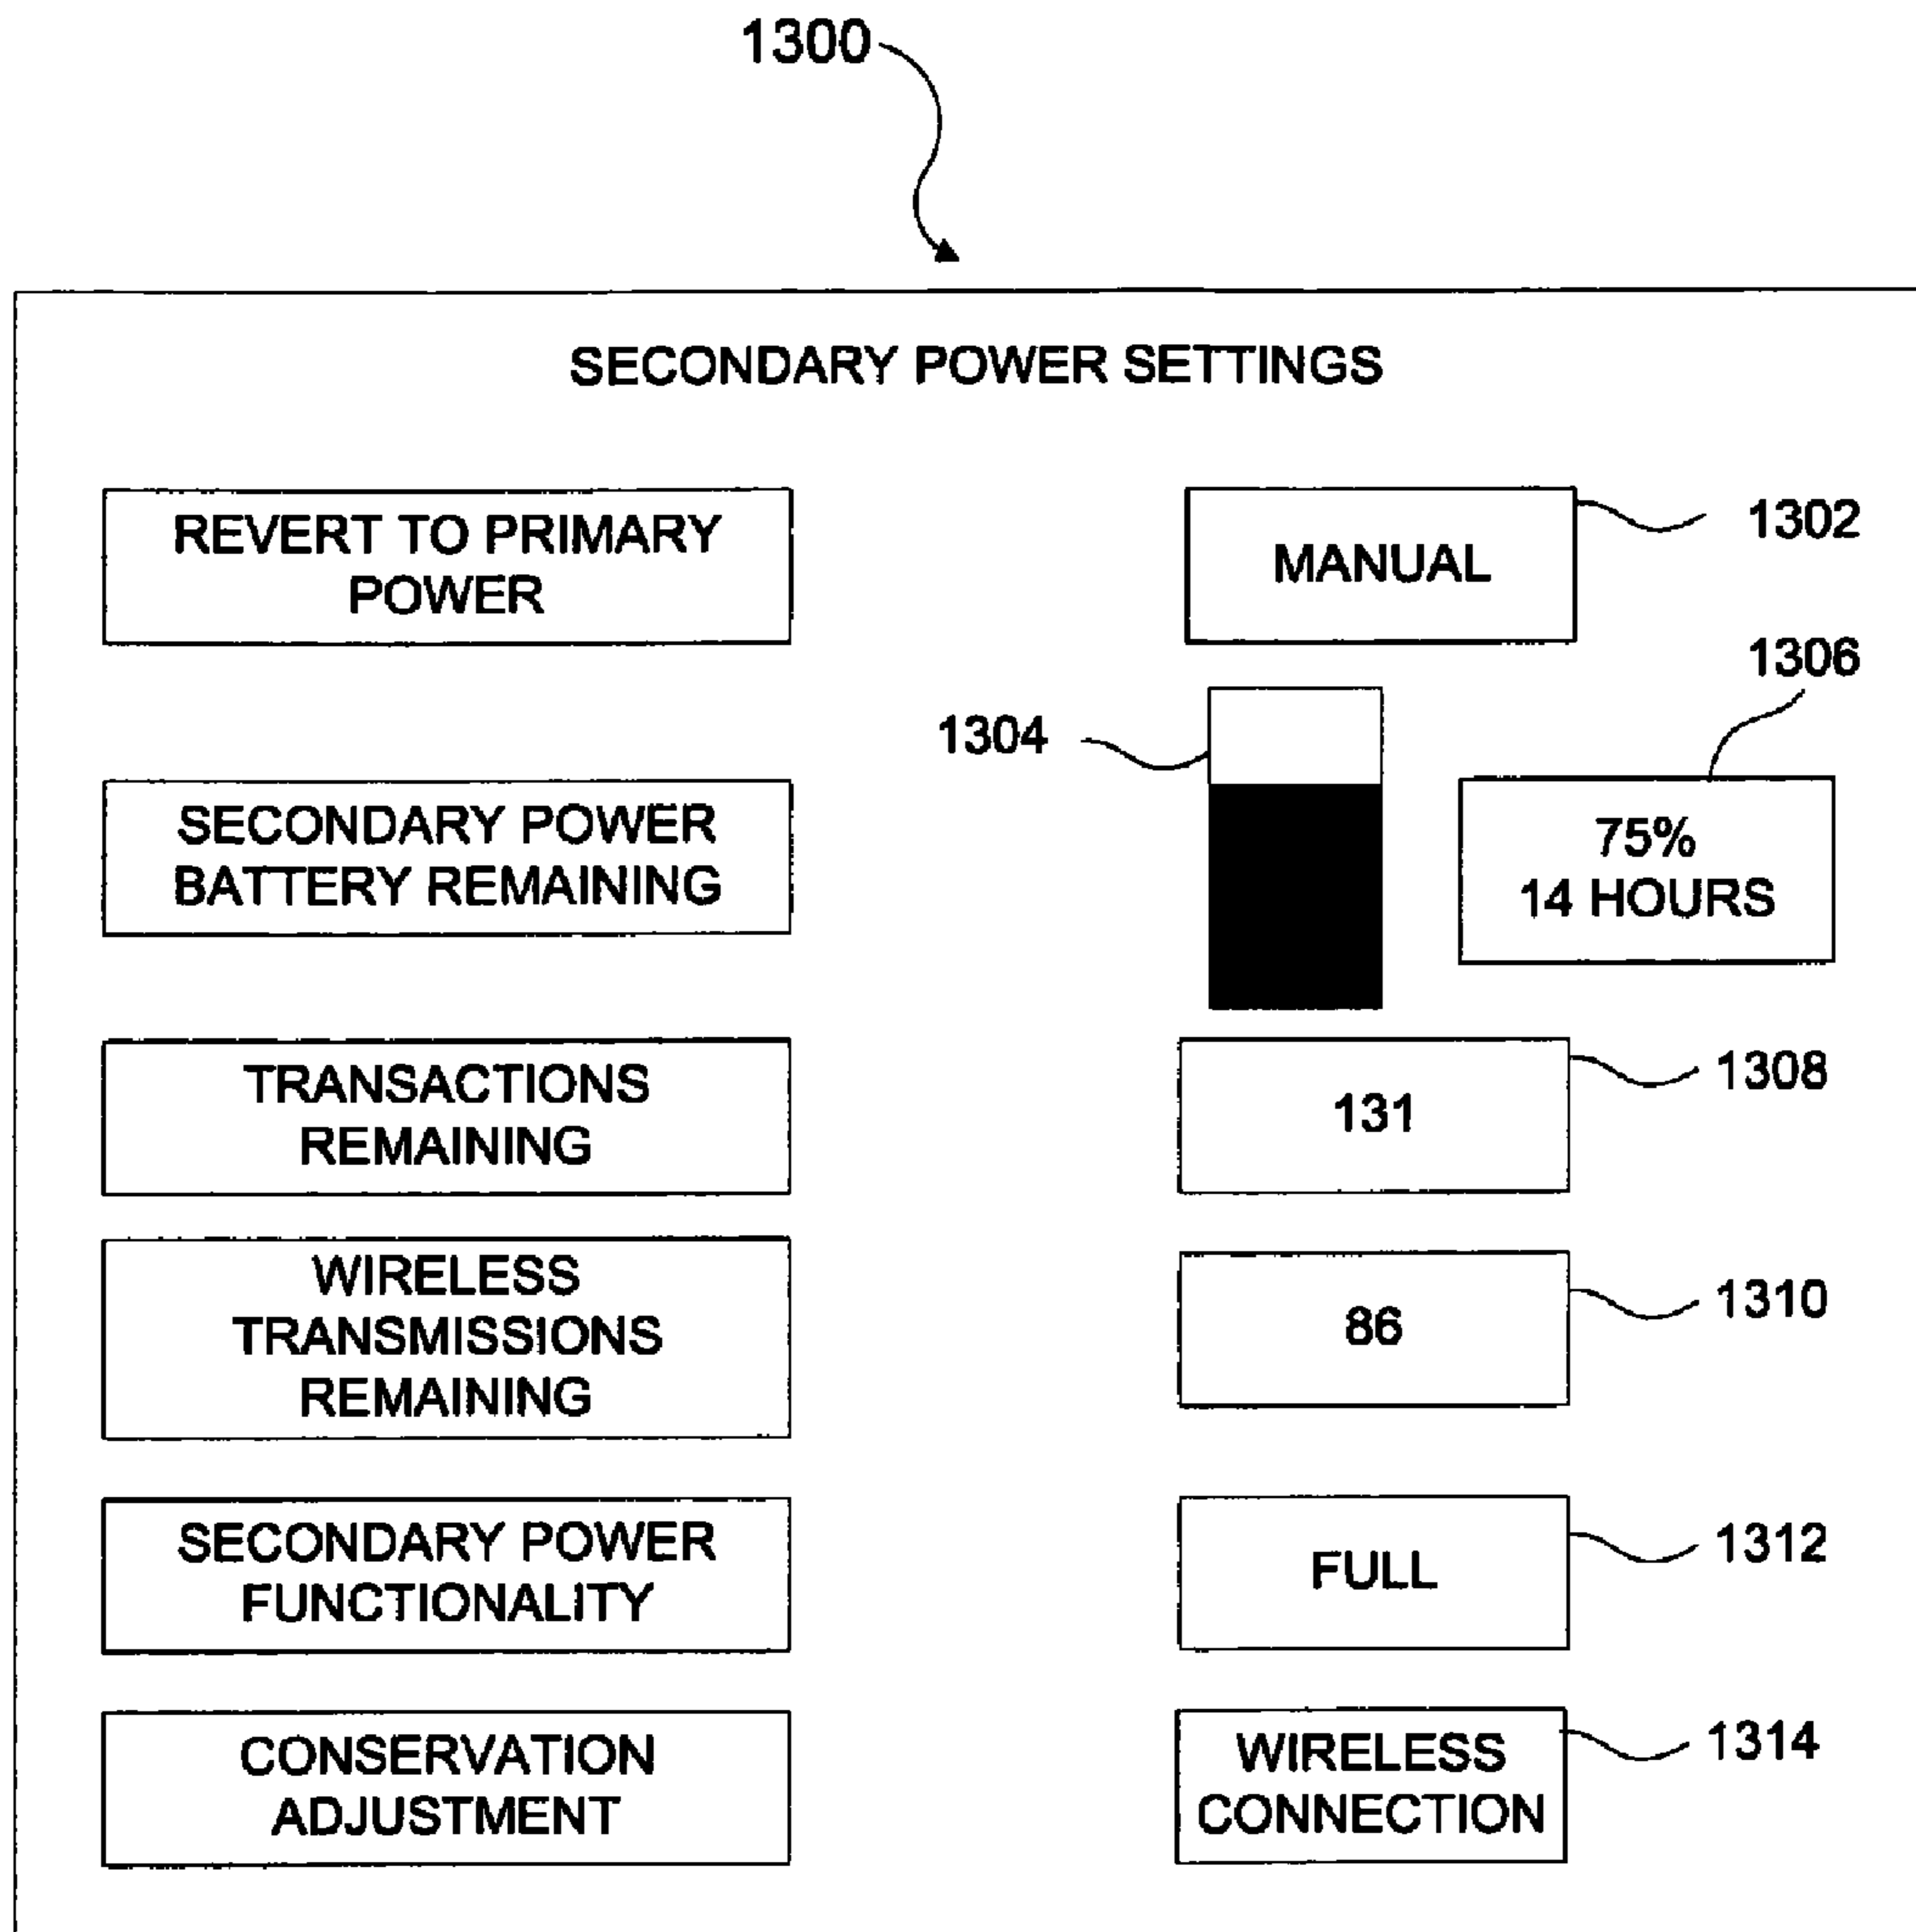 1300
SECONDARY POWER SETTINGS
REVERT TO PRIMARY
POWER
MANUAL
1302
SECONDARY POWER
BATTERY REMAINING
1304
1306
75%
14 HOURS
TRANSACTIONS
REMAINING
131
1308
WIRELESS
TRANSMISSIONS
REMAINING
86
1310
SECONDARY POWER
FUNCTIONALITY
FULL
1312
CONSERVATION
ADJUSTMENT
WIRELESS
CONNECTION
1314